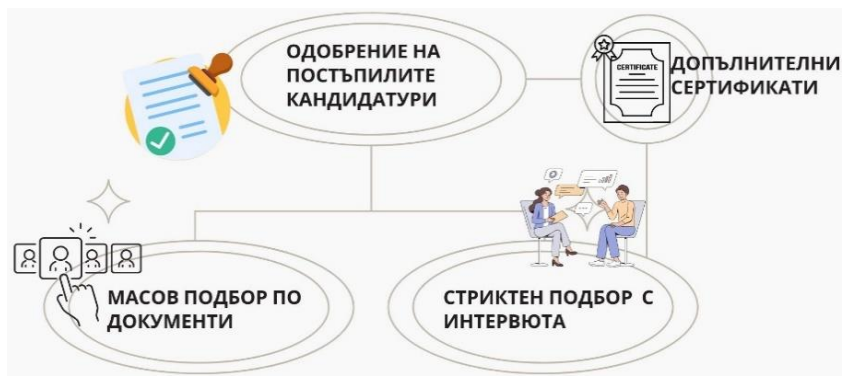 ОДОБРЕНИЕ НА
ПОСТЪПИЛИТЕ
КАНДИДАТУРИ
CERTIFICATE
ДОПЪЛНИТЕЛНИ
СЕРТИФИКАТИ
МАСОВ ПОДБОР ПО
ДОКУМЕНТИ
СТРИКТЕН ПОДБОР С
ИНТЕРВЮТА